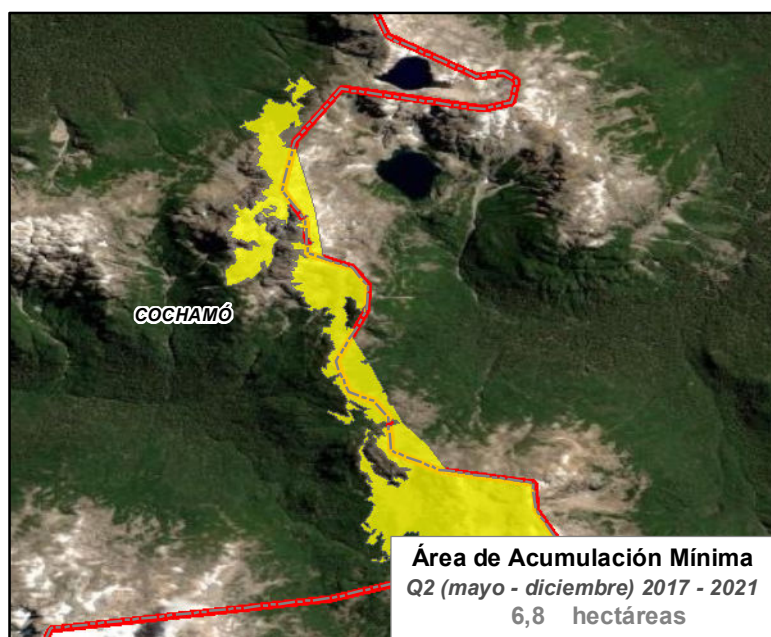 COCHAMÓ
Área de Acumulación Mínima
Q2 (mayo - diciembre) 2017 - 2021
6,8 hectáreas